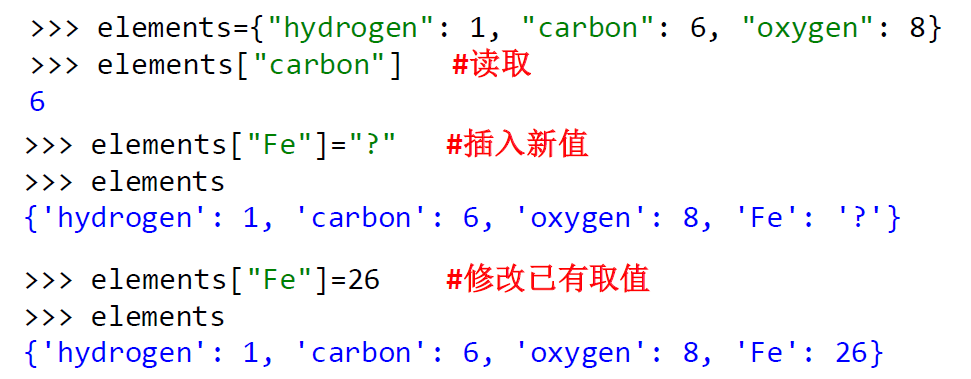 >>> elements={"hydrogen": 1, "carbon": 6, "oxygen": 8}
>>> elements["carbon"] #读取
6
>>> elements["Fe"]="?" #插入新值
>>> elements
{'hydrogen': 1, 'carbon': 6, 'oxygen': 8, 'Fe': '?'}
>>> elements["Fe"]=26 #修改已有取值
>>> elements
{'hydrogen': 1, 'carbon': 6, 'oxygen': 8, 'Fe': 26}